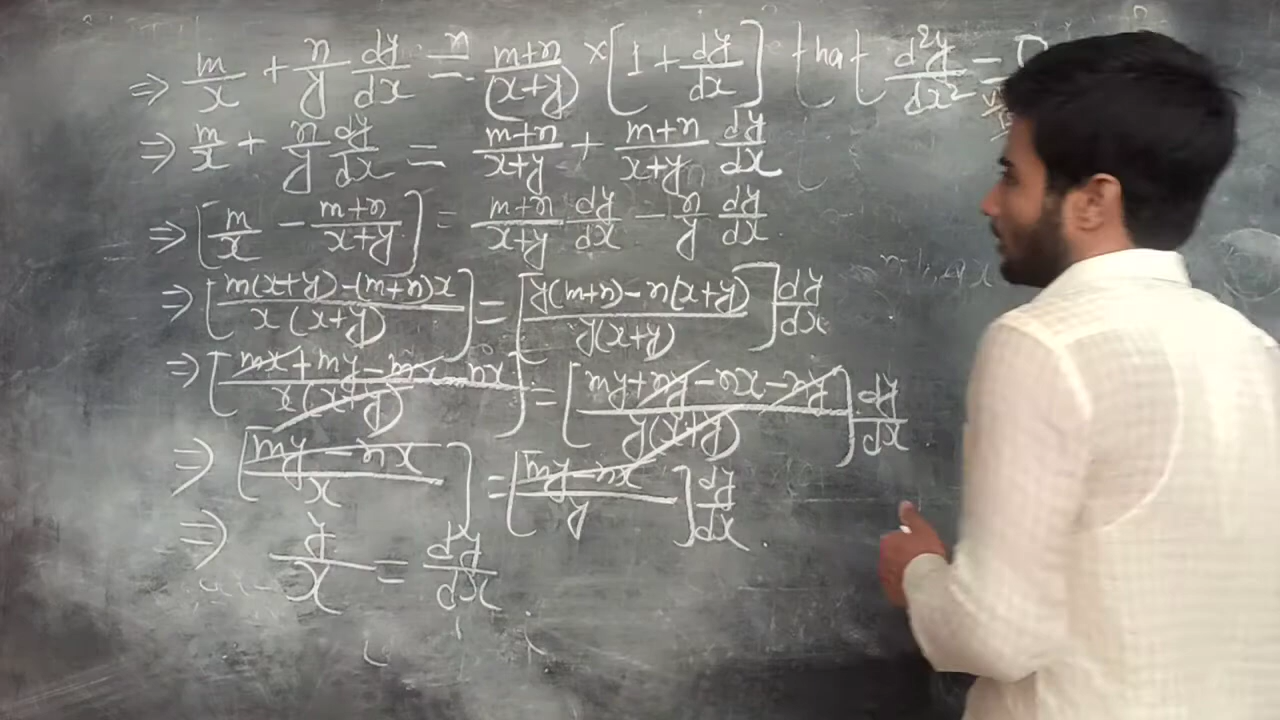 ⇒ m/x + n/y dy/dx = m+n/(x+y) × [1 + dy/dx] that d²y/dx² = 0
⇒ m/x + n/y dy/dx = m+n/x+y + m+n/x+y dy/dx
⇒ [m/x - m+n/x+y] = m+n/x+y dy/dx - n/y dy/dx
⇒ [m(x+y)-(m+n)x/x(x+y)] = [y(m+n)-n(x+y)/y(x+y)] dy/dx
⇒ [mx+my-mx-nx/x(x+y)] = [my+ny-nx-ny/y(x+y)] dy/dx
⇒ [my-nx/x] = [my-nx/y] dy/dx
⇒ y/x = dy/dx